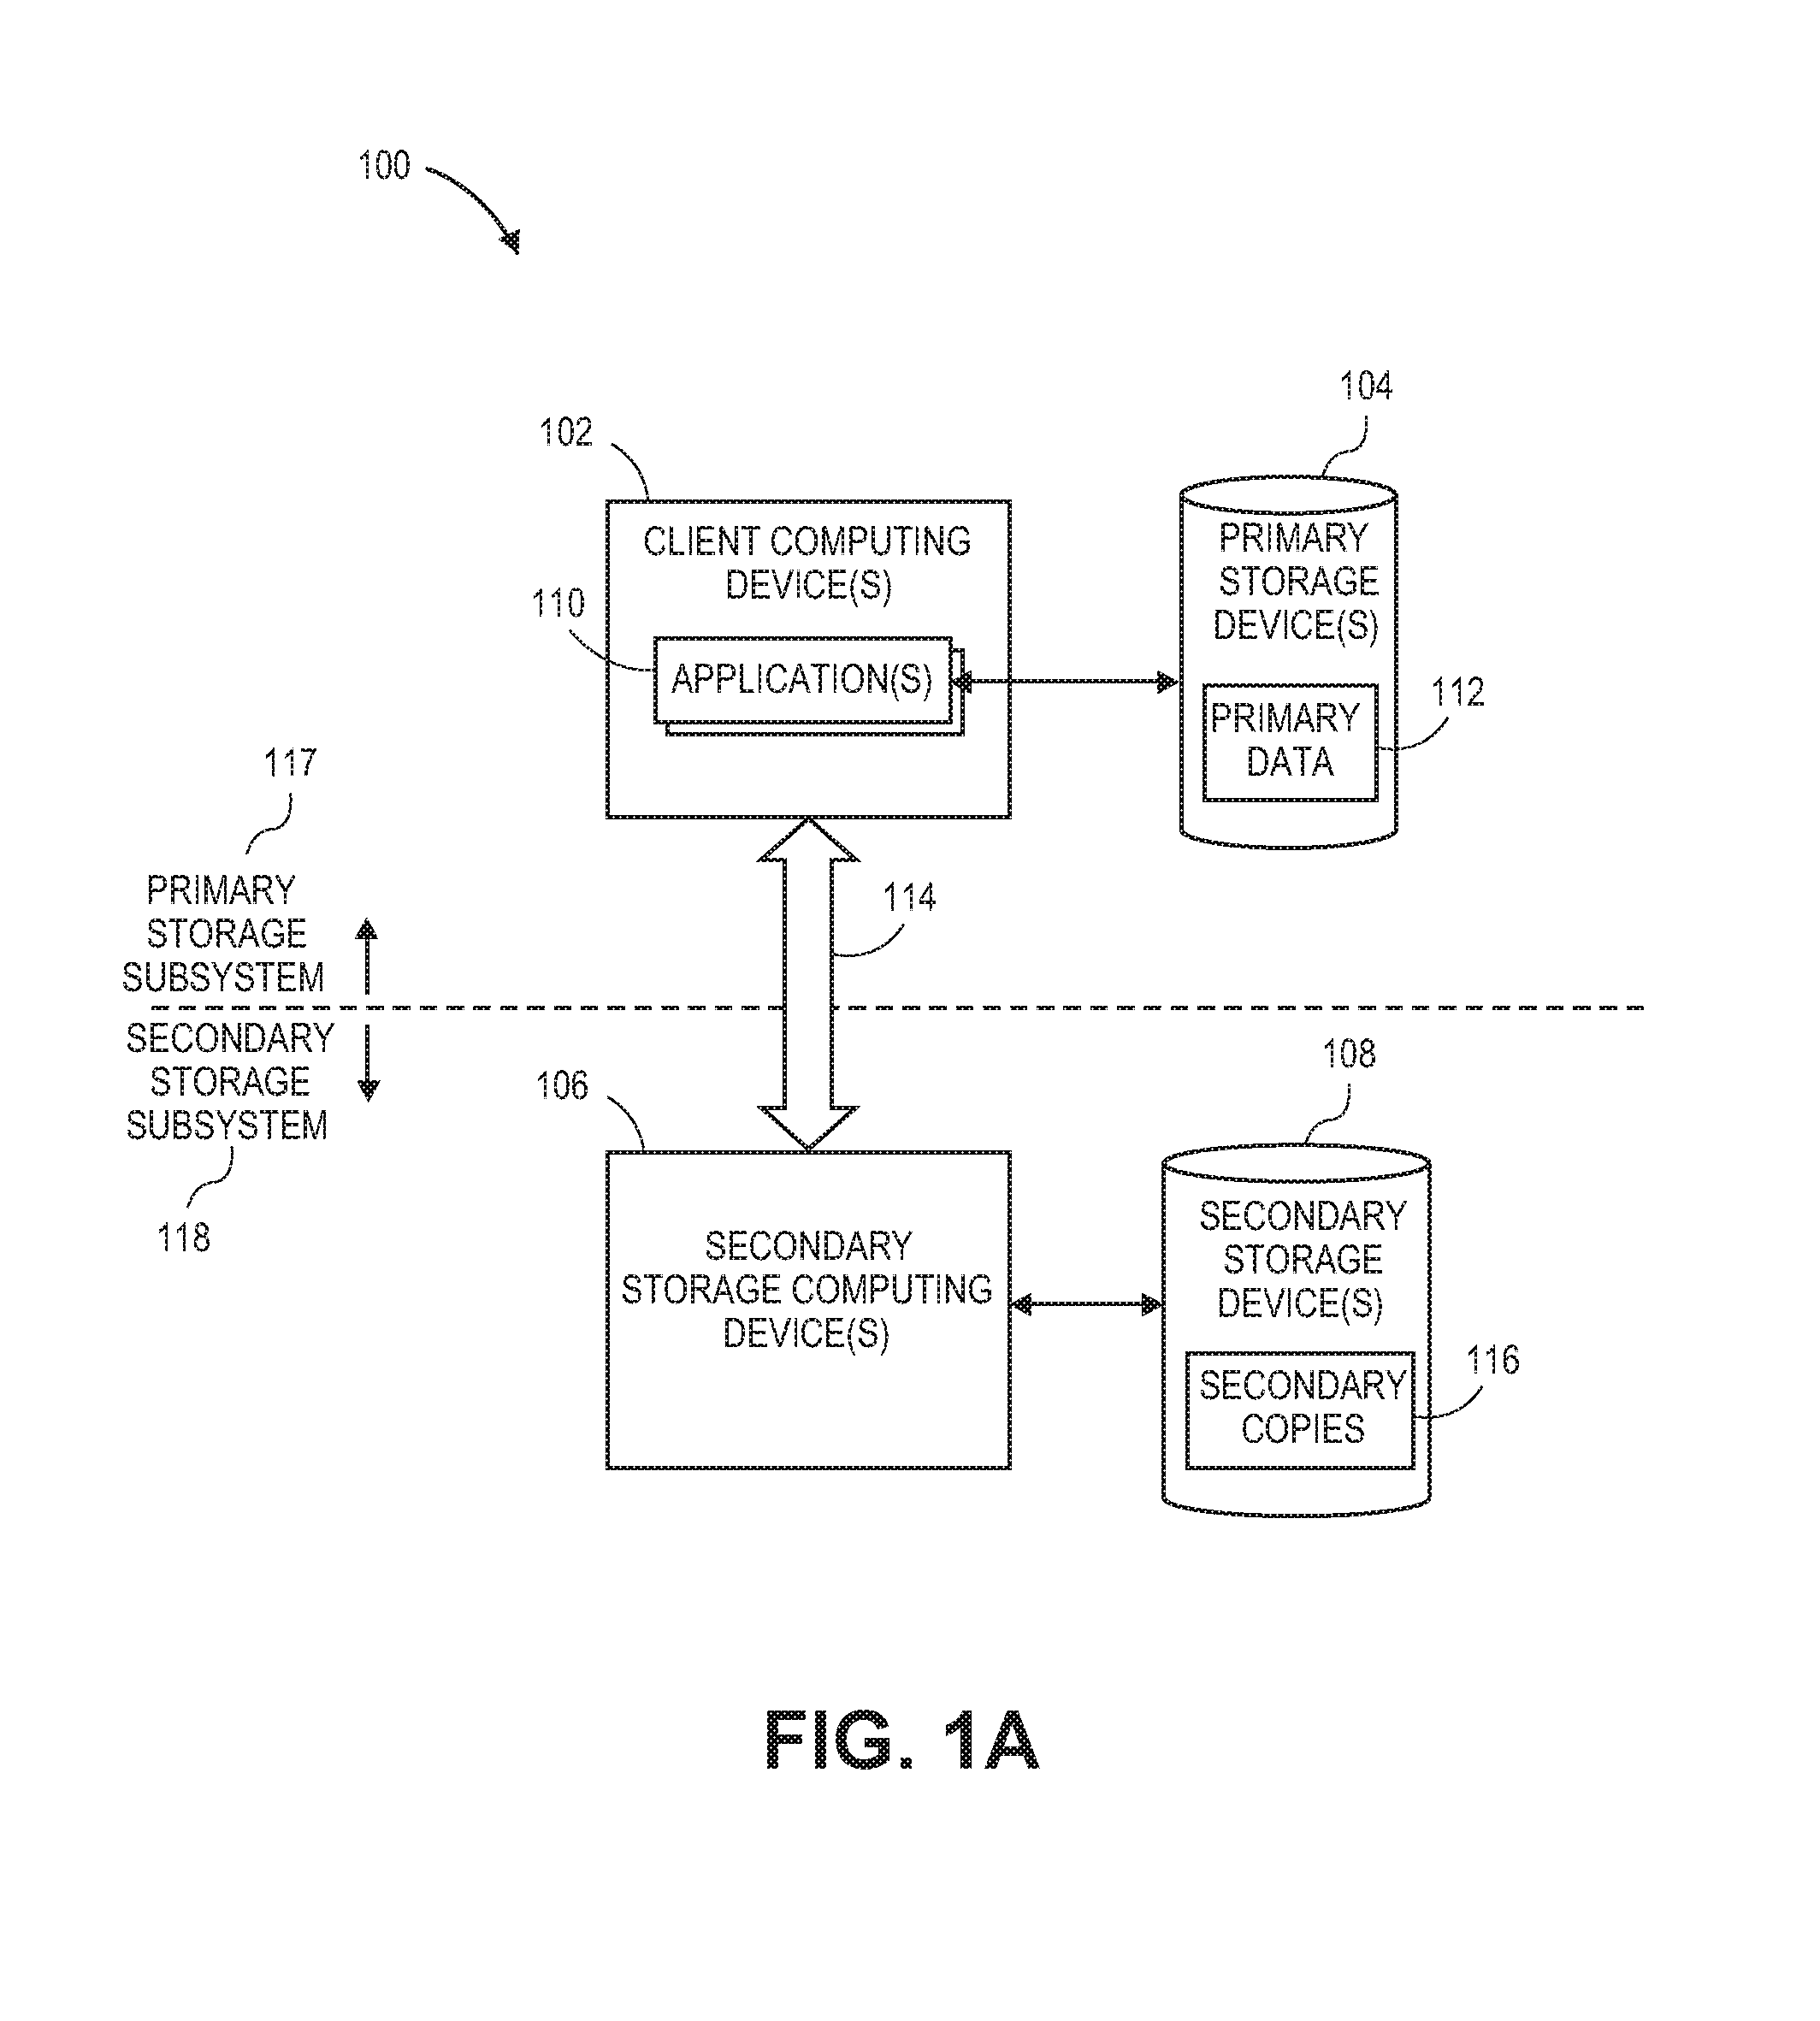 100
104
102
CLIENT COMPUTING
DEVICE(S)
110
APPLICATION(S)
PRIMARY
STORAGE
DEVICE(S)
112
PRIMARY
DATA
117
PRIMARY
STORAGE
SUBSYSTEM
114
SECONDARY
STORAGE
SUBSYSTEM
118
106
108
SECONDARY
STORAGE COMPUTING
DEVICE(S)
SECONDARY
STORAGE
DEVICE(S)
116
SECONDARY
COPIES
FIG. 1A